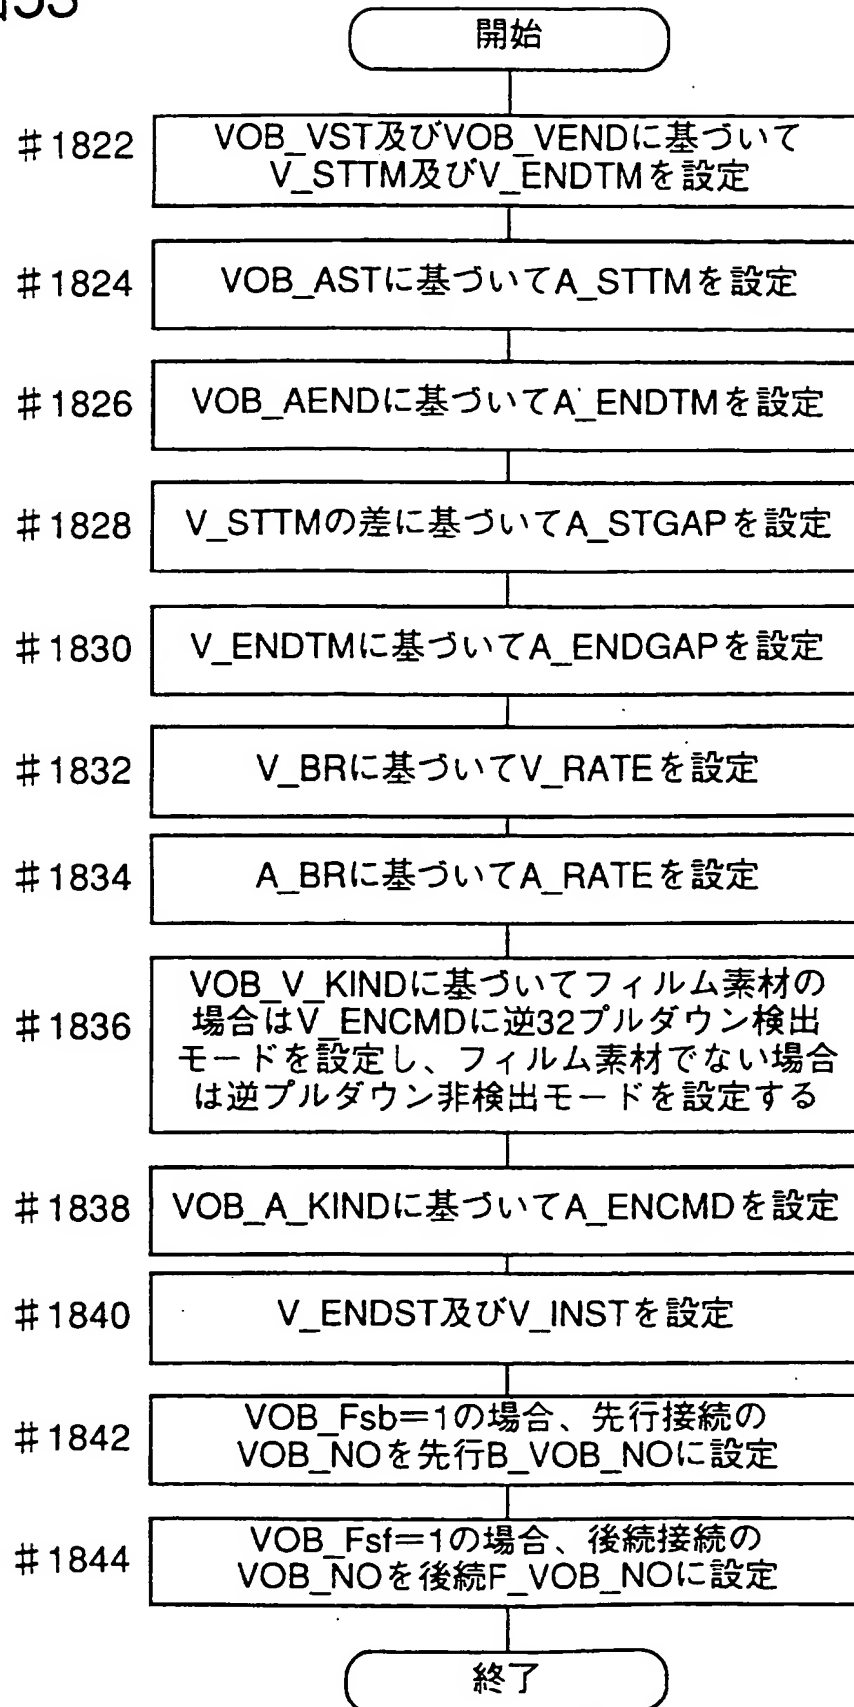 開始
#1822
VOB_VST及びVOB_VENDに基づいて
V_STTM及びV_ENDTMを設定
#1824
VOB_ASTに基づいてA_STTMを設定
#1826
VOB_AENDに基づいてA_ENDTMを設定
#1828
V_STTMの差に基づいてA_STGAPを設定
#1830
V_ENDTMに基づいてA_ENDGAPを設定
#1832
V_BRに基づいてV_RATEを設定
#1834
A_BRに基づいてA_RATEを設定
#1836
VOB_V_KINDに基づいてフィルム素材の
場合はV_ENCMDに逆32プルダウン検出
モードを設定し、フィルム素材でない場合
は逆プルダウン非検出モードを設定する
#1838
VOB_A_KINDに基づいてA_ENCMDを設定
#1840
V_ENDST及びV_INSTを設定
#1842
VOB_Fsb=1の場合、先行接続の
VOB_NOを先行B_VOB_NOに設定
#1844
VOB_Fsf=1の場合、後続接続の
VOB_NOを後続F_VOB_NOに設定
終了